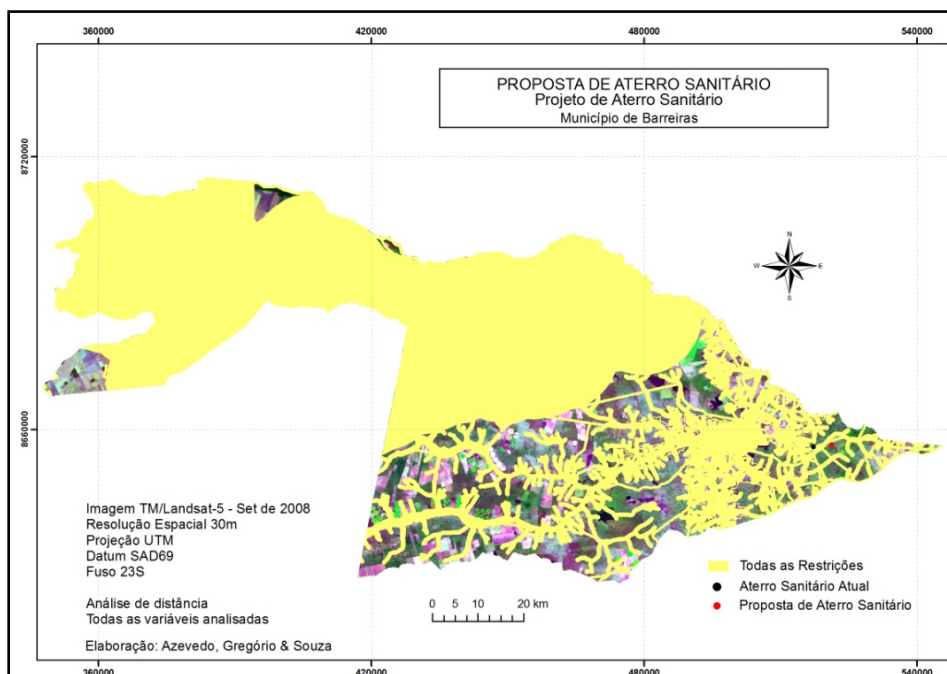 360000
420000
480000
540000
PROPOSTA DE ATERRO SANITÁRIO
Projeto de Aterro Sanitário
Município de Barreiras
8720000
N
W E
S
8660000
Imagem TM/Landsat-5 - Set de 2008
Resolução Espacial 30m
Projeção UTM
Datum SAD69
Fuso 23S
Análise de distância
Todas as variáveis analisadas
Elaboração: Azevedo, Gregório & Souza
0 5 10 20 km
Todas as Restrições
Aterro Sanitário Atual
Proposta de Aterro Sanitário
360000
420000
480000
540000